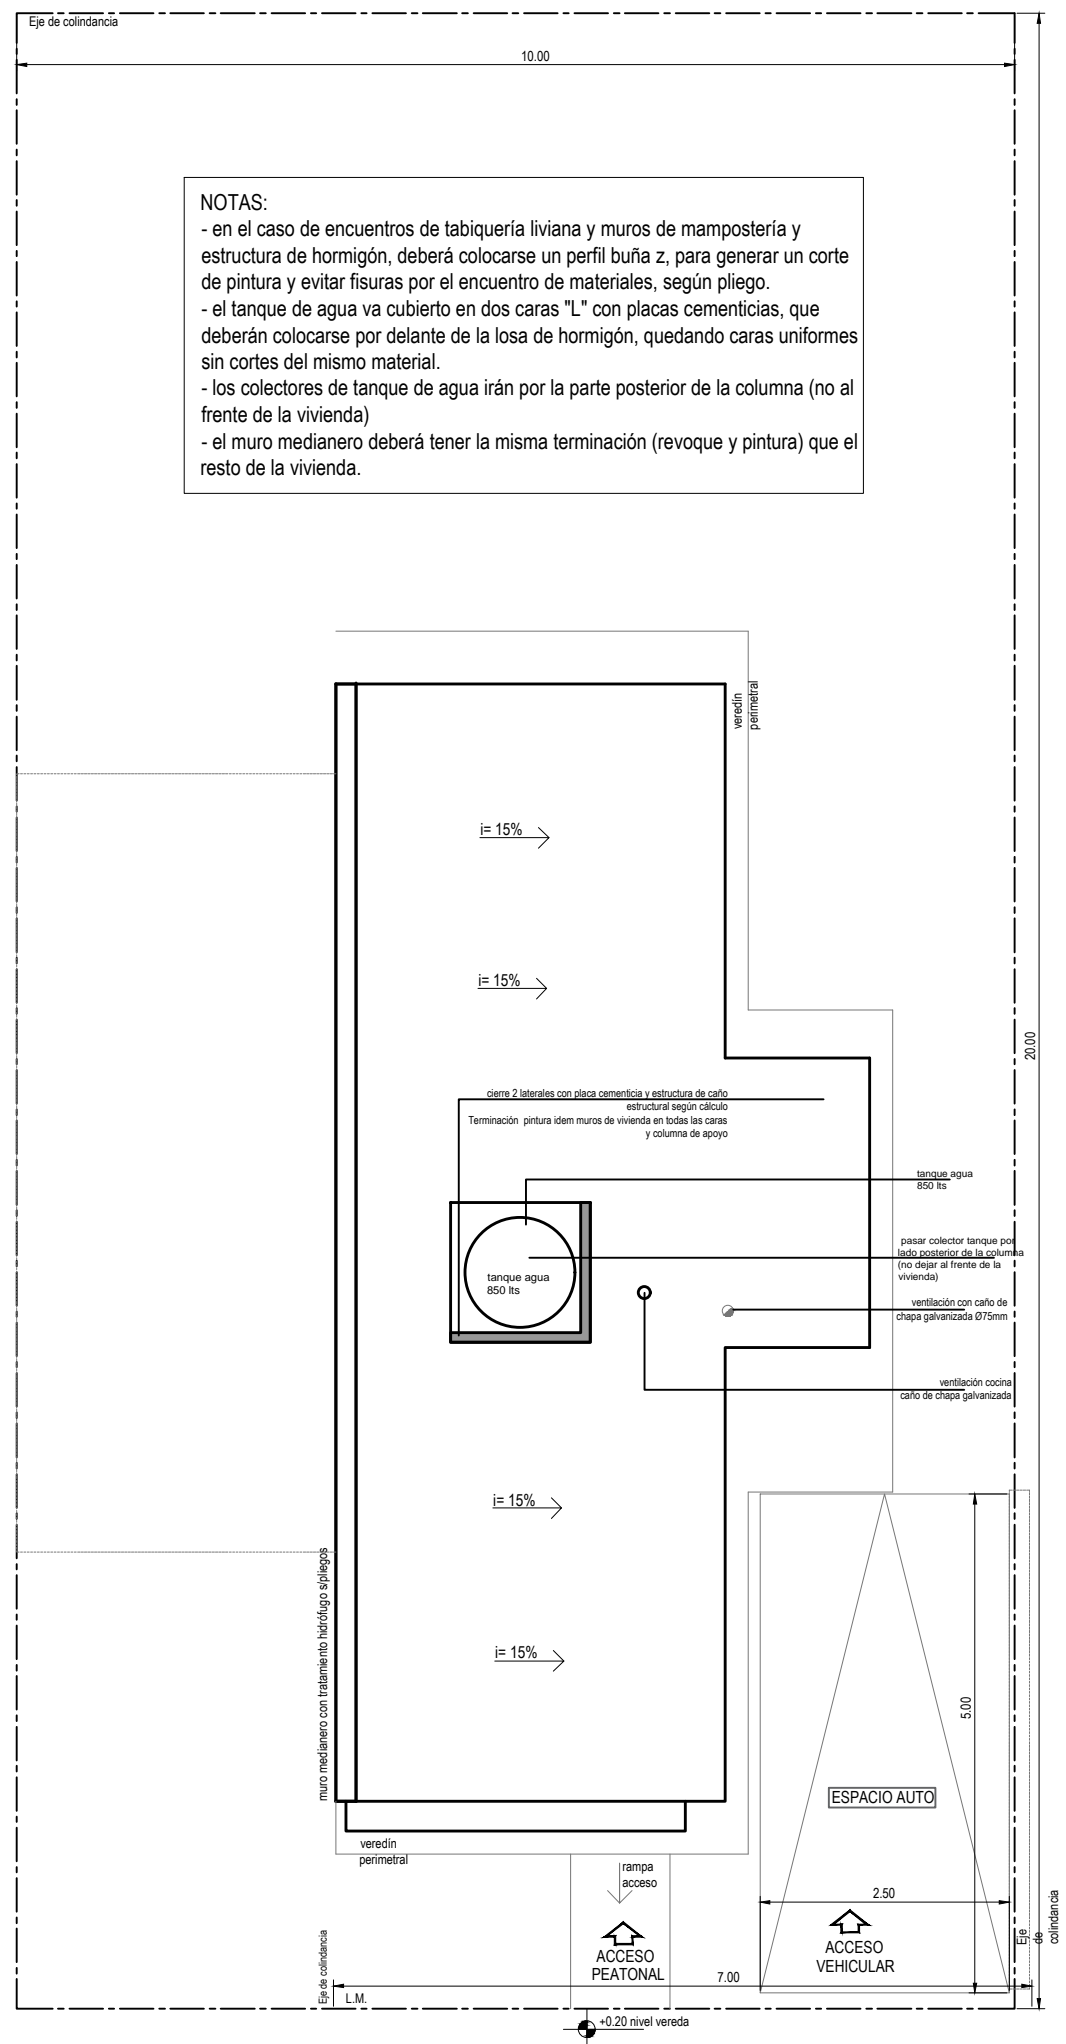 Eje de colindancia
10.00
NOTAS:
- en el caso de encuentros de tabiquería liviana y muros de mampostería y
estructura de hormigón, deberá colocarse un perfil buña z, para generar un corte
de pintura y evitar fisuras por el encuentro de materiales, según pliego.
- el tanque de agua va cubierto en dos caras "L" con placas cementicias, que
deberán colocarse por delante de la losa de hormigón, quedando caras uniformes
sin cortes del mismo material.
- los colectores de tanque de agua irán por la parte posterior de la columna (no al
frente de la vivienda)
- el muro medianero deberá tener la misma terminación (revoque y pintura) que el
resto de la vivienda.
veredín
perimetral
i= 15%
i= 15%
20.00
cierre 2 laterales con placa cementicia y estructura de caño
estructural según cálculo
Terminación pintura idem muros de vivienda en todas las caras
y columna de apoyo
tanque agua
850 lts
pasar colector tanque por
lado posterior de la columna
(no dejar al frente de la
vivienda)
tanque agua
850 lts
ventilación con caño de
chapa galvanizada Ø75mm
ventilación cocina
caño de chapa galvanizada
i= 15%
muro medianero con tratamiento hidrófugo s/pliegos
i= 15%
5.00
ESPACIO AUTO
veredín
perimetral
rampa
acceso
2.50
Eje
de
colindancia
ACCESO
PEATONAL
ACCESO
VEHICULAR
Eje de colindancia
7.00
L.M.
+0.20 nivel vereda